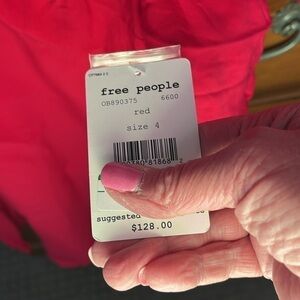 free people
OB890375 6600
red
size 4
suggested
$128.00